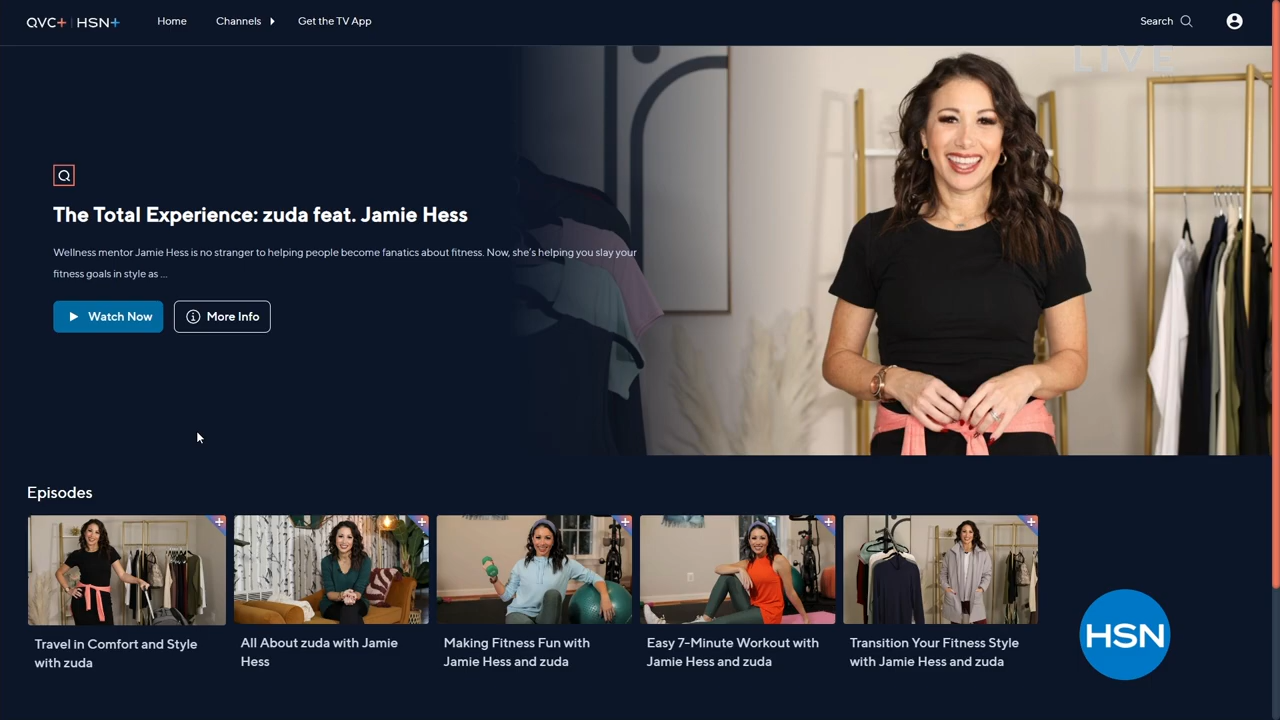 QVC+ | HSN+ Home Channels Get the TV App Search
LIVE
The Total Experience: zuda feat. Jamie Hess
Wellness mentor Jamie Hess is no stranger to helping people become fanatics about fitness. Now, she's helping you slay your
fitness goals in style as ...
Watch Now More Info
Episodes
Travel in Comfort and Style
with zuda
All About zuda with Jamie
Hess
Making Fitness Fun with
Jamie Hess and zuda
Easy 7-Minute Workout with
Jamie Hess and zuda
Transition Your Fitness Style
with Jamie Hess and zuda
HSN